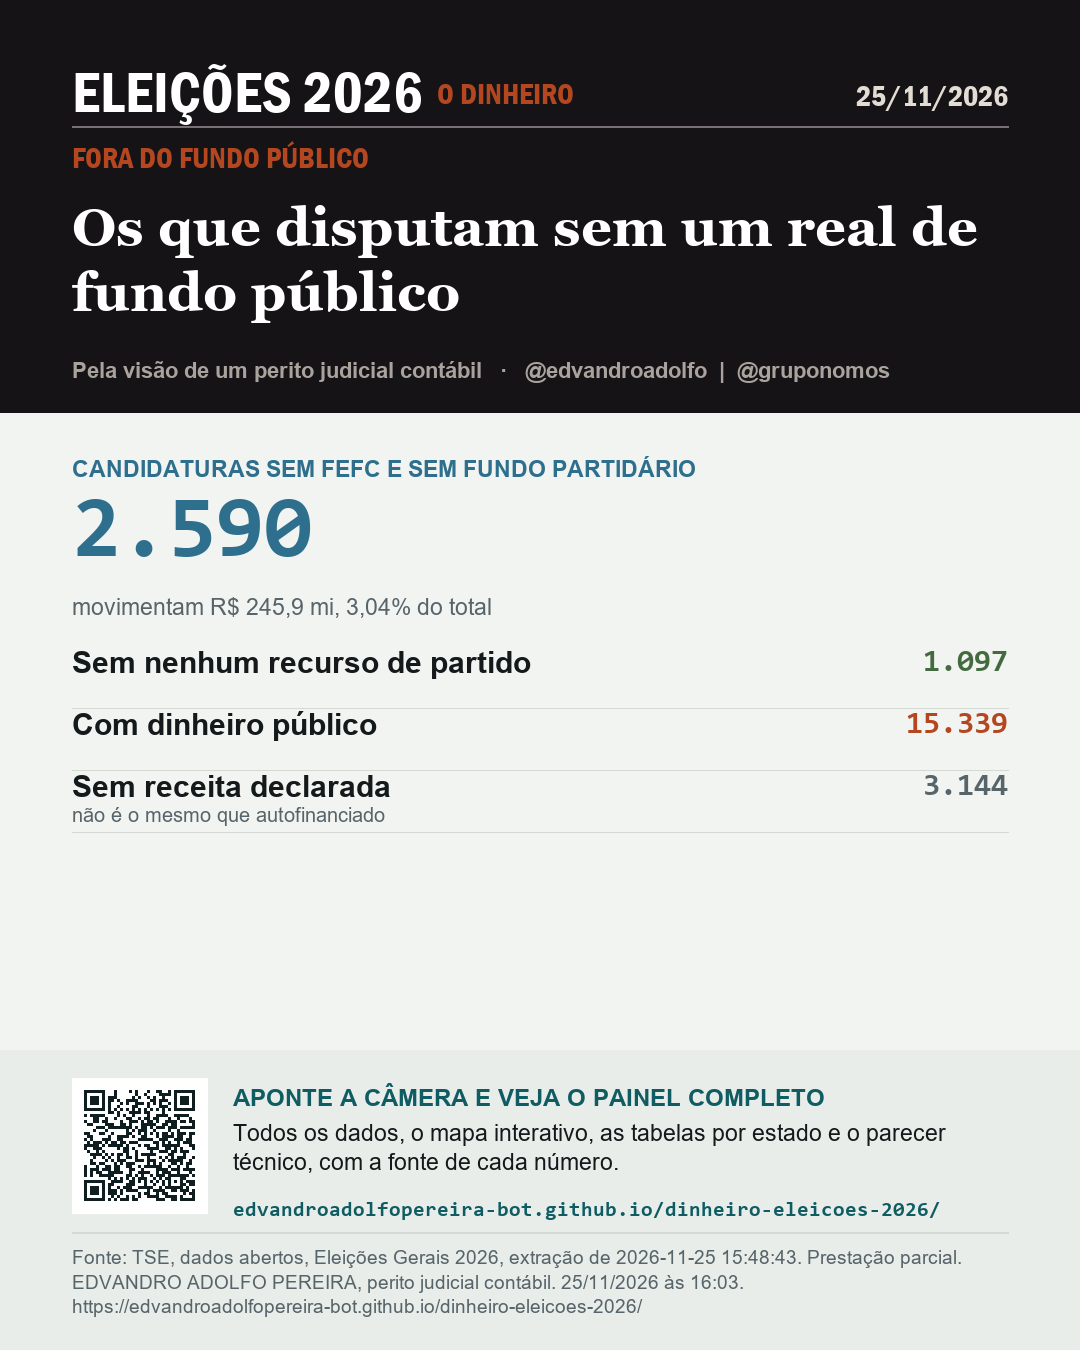 ELEIÇÕES 2026 O DINHEIRO 25/11/2026
FORA DO FUNDO PÚBLICO
Os que disputam sem um real de
fundo público
Pela visão de um perito judicial contábil · @edvandroadolfo | @gruponomos
CANDIDATURAS SEM FEFC E SEM FUNDO PARTIDÁRIO
2.590
movimentam R$ 245,9 mi, 3,04% do total
Sem nenhum recurso de partido 1.097
Com dinheiro público 15.339
Sem receita declarada 3.144
não é o mesmo que autofinanciado
APONTE A CÂMERA E VEJA O PAINEL COMPLETO
Todos os dados, o mapa interativo, as tabelas por estado e o parecer
técnico, com a fonte de cada número.
edvandroadolfopereira-bot.github.io/dinheiro-eleicoes-2026/
Fonte: TSE, dados abertos, Eleições Gerais 2026, extração de 2026-11-25 15:48:43. Prestação parcial.
EDVANDRO ADOLFO PEREIRA, perito judicial contábil. 25/11/2026 às 16:03.
https://edvandroadolfopereira-bot.github.io/dinheiro-eleicoes-2026/